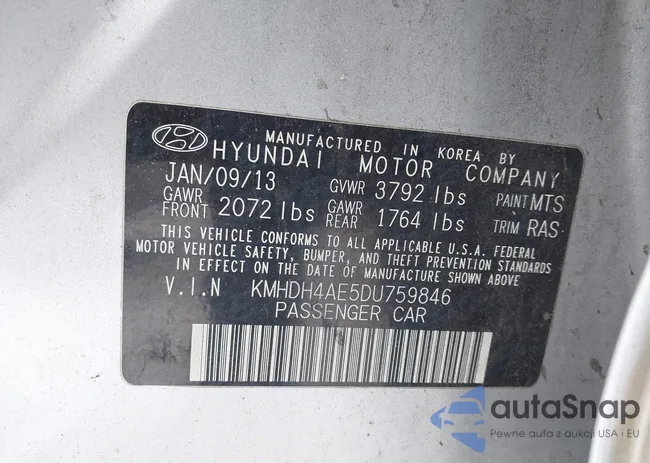 MANUFACTURED IN KOREA BY
HYUNDAI MOTOR COMPANY
JAN/09/13 GVWR 3792 lbs PAINT MTS
GAWR FRONT 2072 lbs GAWR REAR 1764 lbs TRIM RAS
THIS VEHICLE CONFORMS TO ALL APPLICABLE U.S.A. FEDERAL
MOTOR VEHICLE SAFETY, BUMPER, AND THEFT PREVENTION STANDARDS
IN EFFECT ON THE DATE OF MANUFACTURE SHOWN ABOVE
V.I.N KMHDH4AE5DU759846
PASSENGER CAR
autaSnap
Pewne auta z aukcji USA i EU